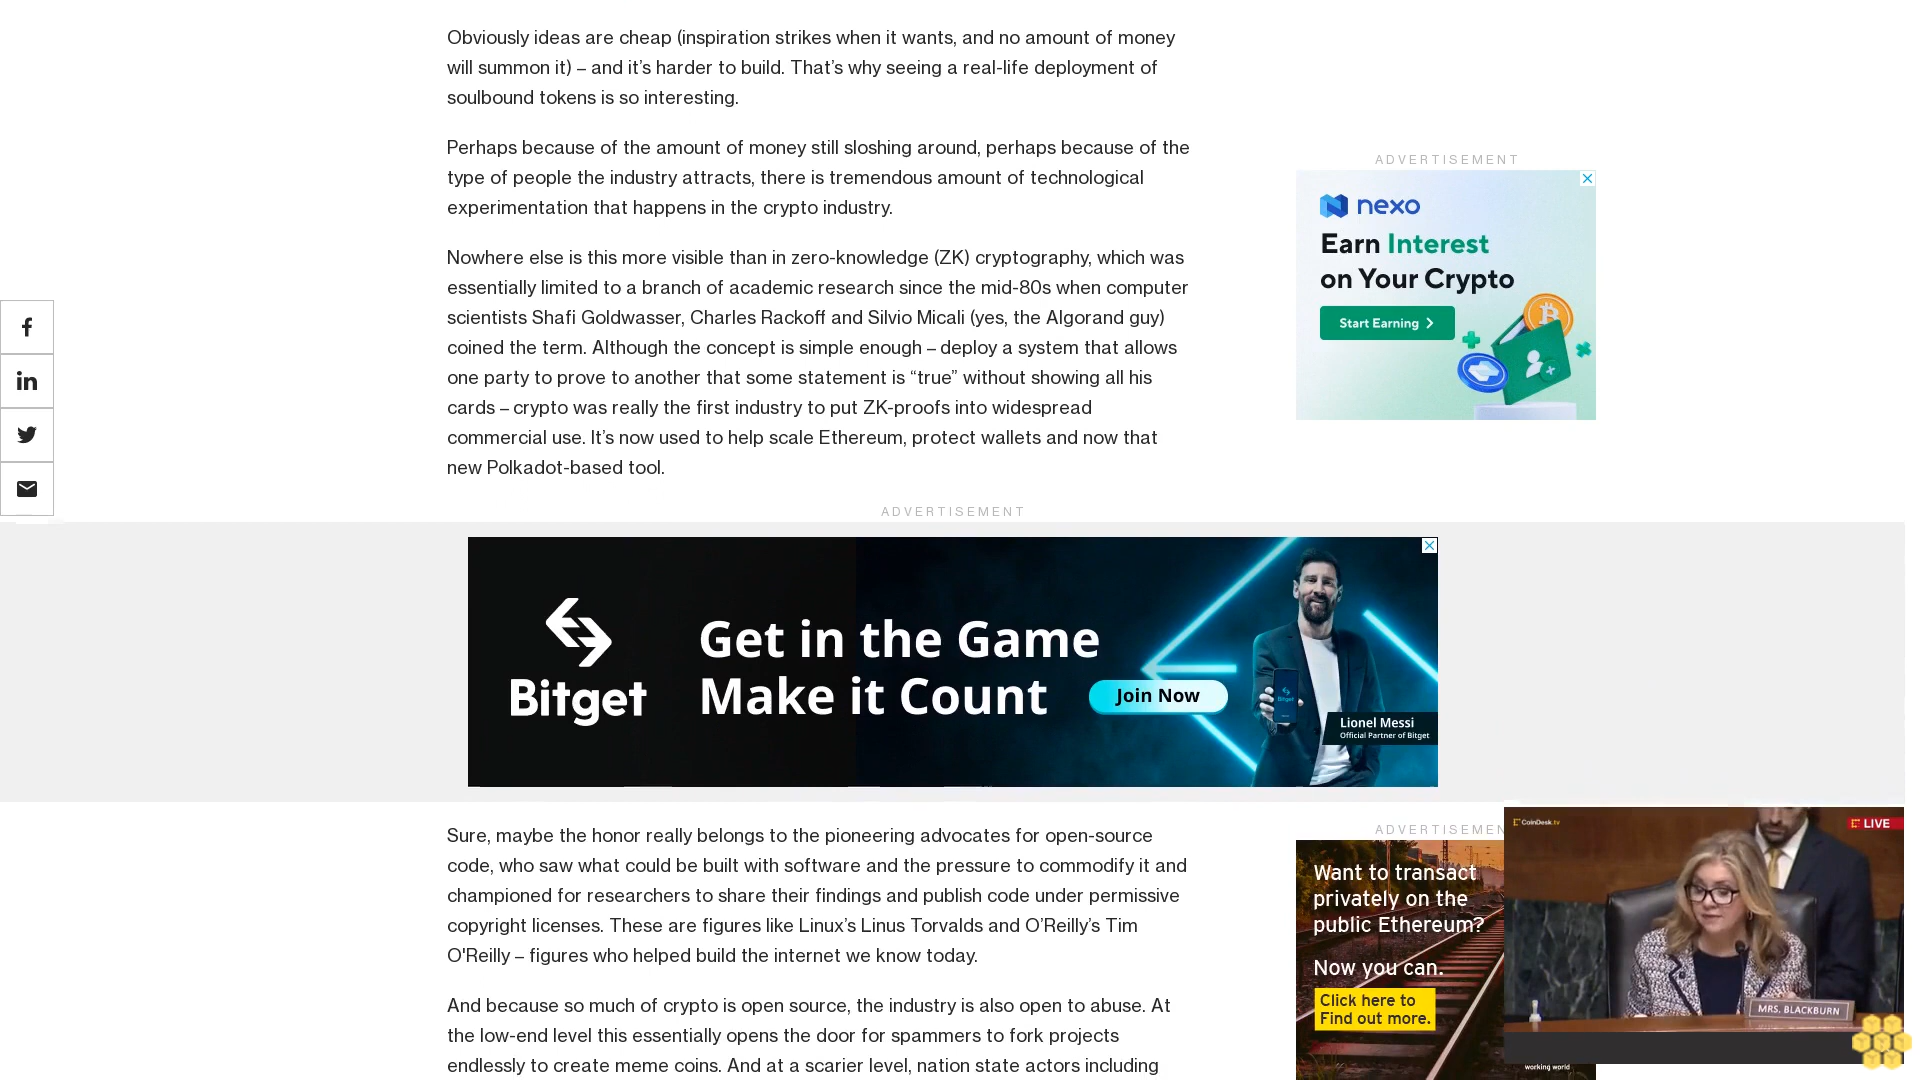 Obviously ideas are cheap (inspiration strikes when it wants, and no amount of money
will summon it) – and it’s harder to build. That’s why seeing a real-life deployment of
soulbound tokens is so interesting.
Perhaps because of the amount of money still sloshing around, perhaps because of the
type of people the industry attracts, there is tremendous amount of technological
experimentation that happens in the crypto industry.
Nowhere else is this more visible than in zero-knowledge (ZK) cryptography, which was
essentially limited to a branch of academic research since the mid-80s when computer
scientists Shafi Goldwasser, Charles Rackoff and Silvio Micali (yes, the Algorand guy)
coined the term. Although the concept is simple enough – deploy a system that allows
one party to prove to another that some statement is “true” without showing all his
cards – crypto was really the first industry to put ZK-proofs into widespread
commercial use. It’s now used to help scale Ethereum, protect wallets and now that
new Polkadot-based tool.
ADVERTISEMENT
nexo
Earn Interest
on Your Crypto
Start Earning
ADVERTISEMENT
Bitget
Get in the Game
Make it Count
Join Now
Bitget
Lionel Messi
Official Partner of Bitget
Sure, maybe the honor really belongs to the pioneering advocates for open-source
code, who saw what could be built with software and the pressure to commodify it and
championed for researchers to share their findings and publish code under permissive
copyright licenses. These are figures like Linux’s Linus Torvalds and O’Reilly’s Tim
O'Reilly – figures who helped build the internet we know today.
And because so much of crypto is open source, the industry is also open to abuse. At
the low-end level this essentially opens the door for spammers to fork projects
endlessly to create meme coins. And at a scarier level, nation state actors including
ADVERTISEMEN
Want to transact
privately on the
public Ethereum?
Now you can.
Click here to
Find out more.
working world
CoinDesk.tv
LIVE
MRS. BLACKBURN